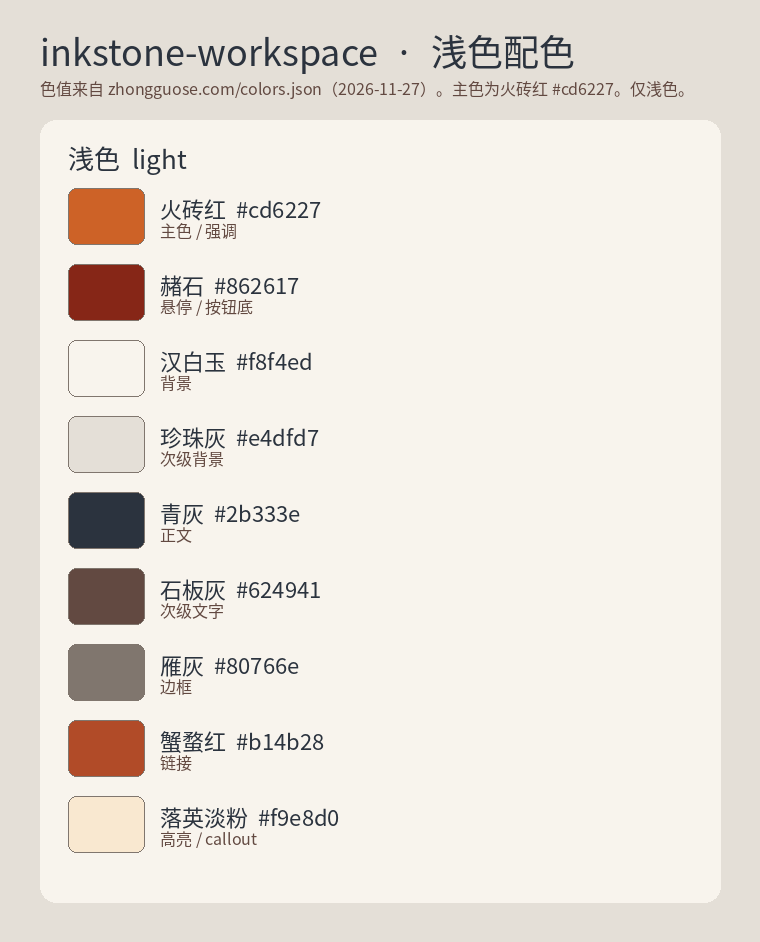 inkstone-workspace · 浅色配色
色值来自 zhongguose.com/colors.json（2026-11-27）。主色为火砖红 #cd6227。仅浅色。
浅色 light
火砖红 #cd6227
主色 / 强调
赭石 #862617
悬停 / 按钮底
汉白玉 #f8f4ed
背景
珍珠灰 #e4dfd7
次级背景
青灰 #2b333e
正文
石板灰 #624941
次级文字
雁灰 #80766e
边框
蟹蝥红 #b14b28
链接
落英淡粉 #f9e8d0
高亮 / callout